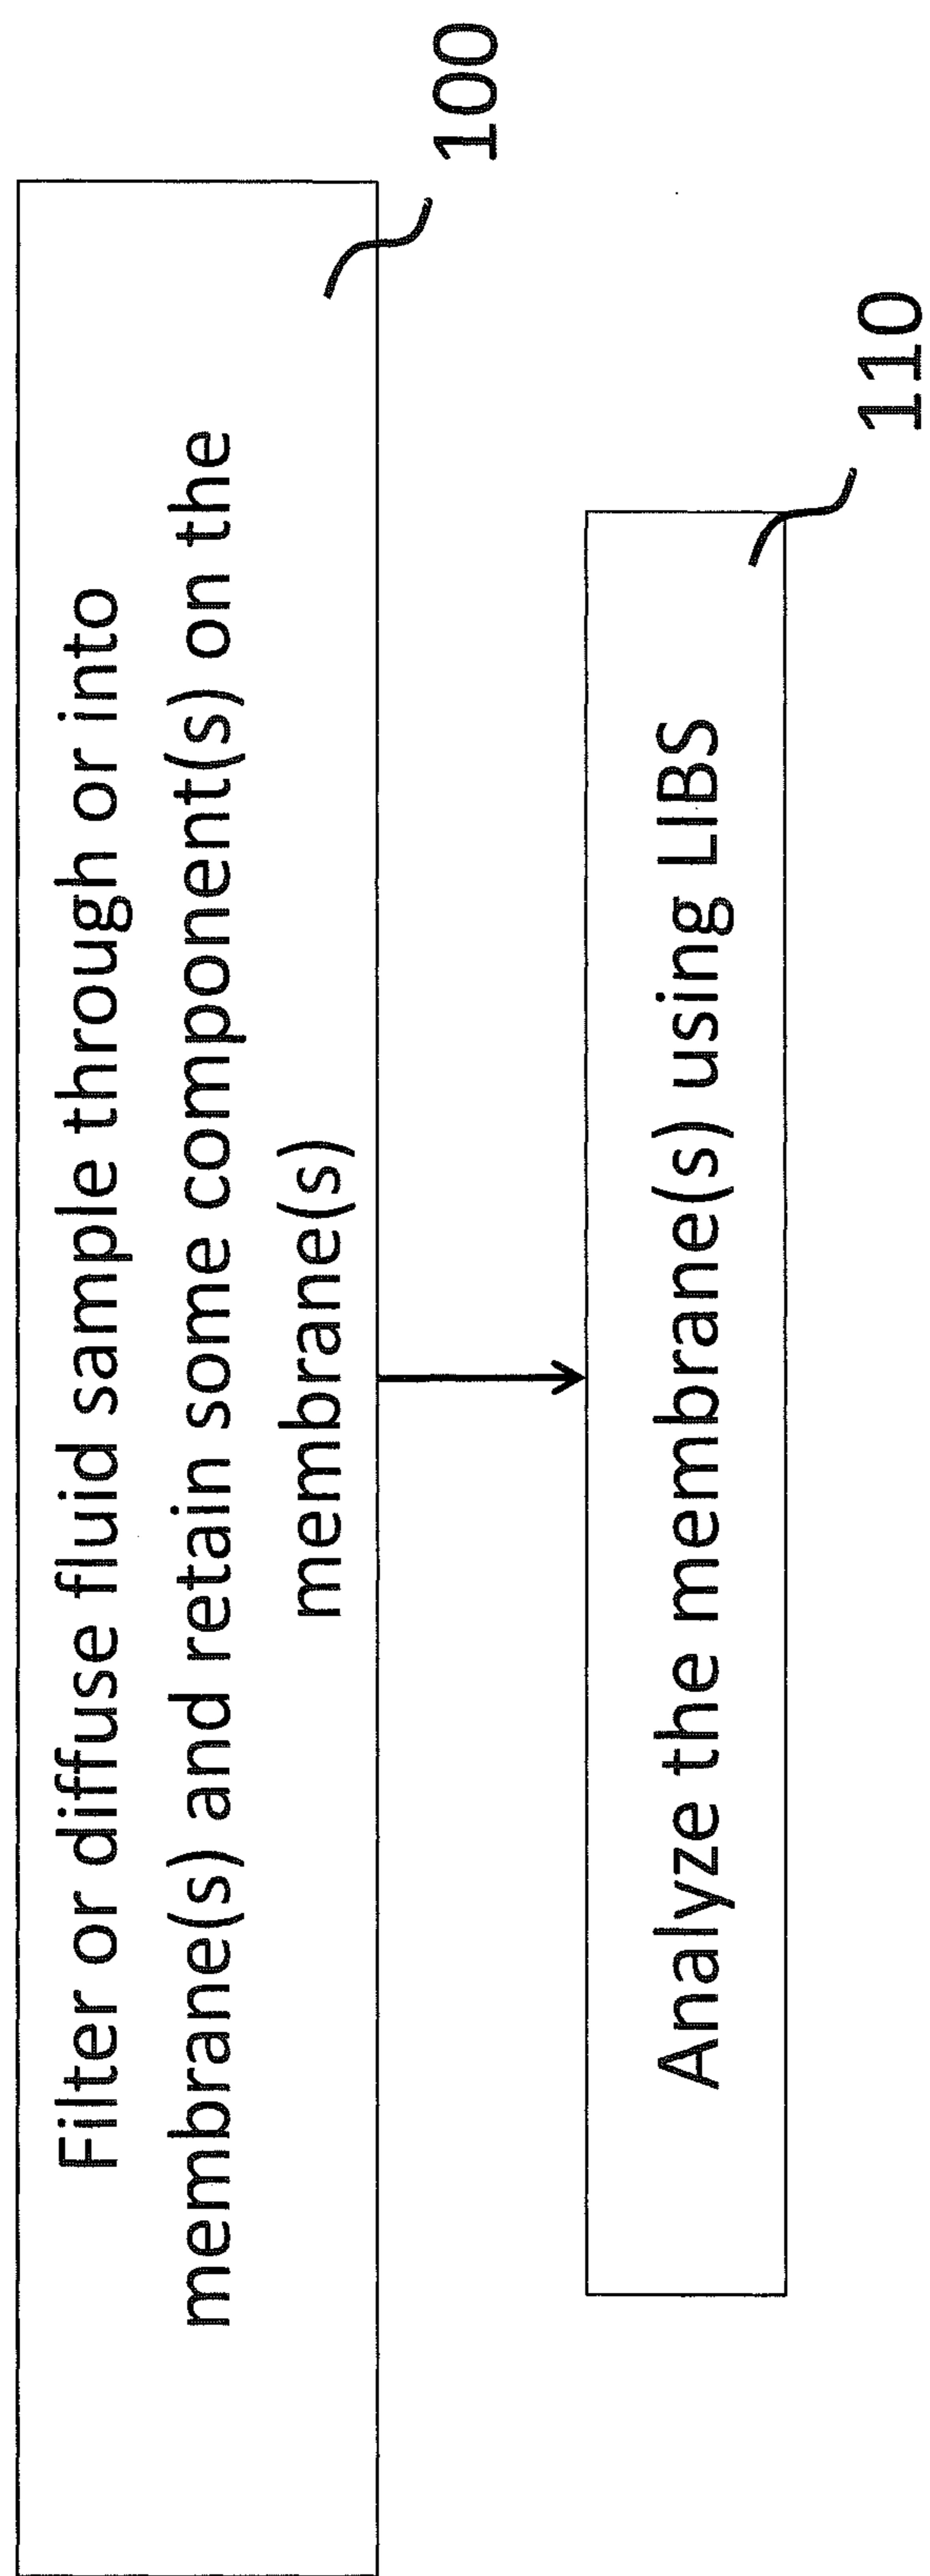 Filter or diffuse fluid sample through or into
membrane(s) and retain some component(s) on the
membrane(s)
100
Analyze the membrane(s) using LIBS
110